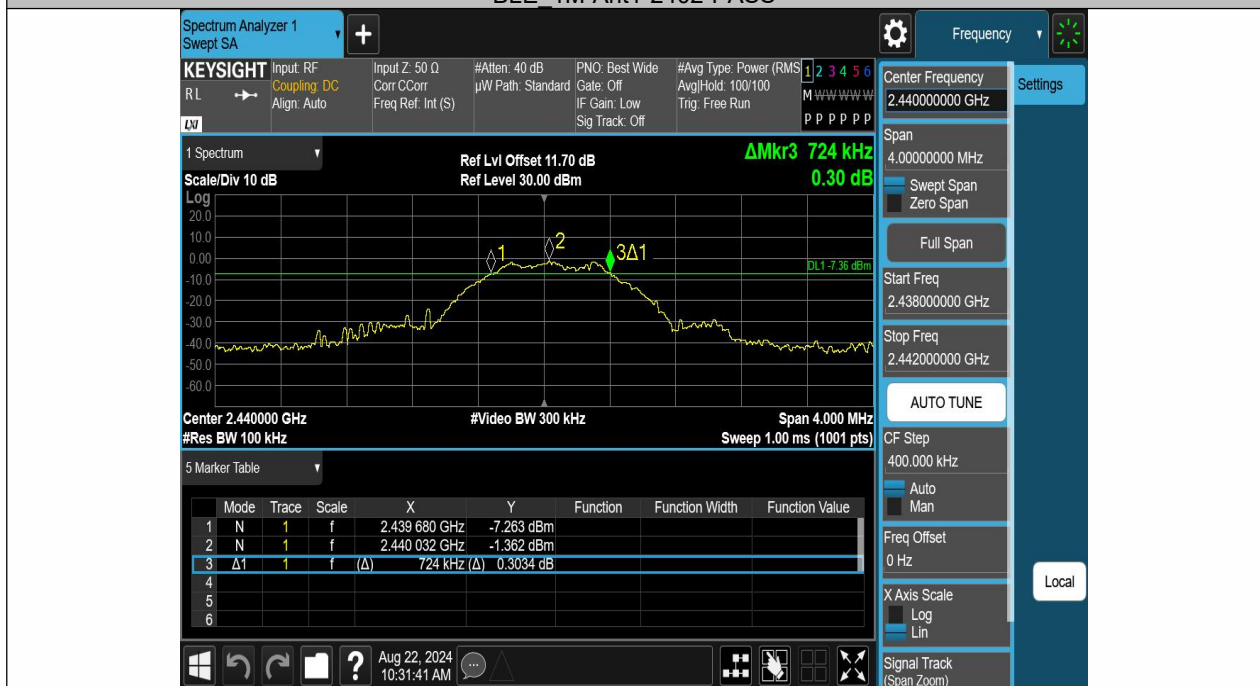 Spectrum Analyzer 1
Swept SA
Frequency
KEYSIGHT
RL
LXI
Input: RF
Coupling: DC
Align: Auto
Input Z: 50 Ω
Corr CCorr
Freq Ref: Int (S)
#Atten: 40 dB
µW Path: Standard
PNO: Best Wide
Gate: Off
IF Gain: Low
Sig Track: Off
#Avg Type: Power (RMS
Avg|Hold: 100/100
Trig: Free Run
1 2 3 4 5 6
M W W W W W
P P P P P P
1 Spectrum
Scale/Div 10 dB
Ref Lvl Offset 11.70 dB
Ref Level 30.00 dBm
ΔMkr3 724 kHz
0.30 dB
Log
20.0
10.0
0.00
-10.0
-20.0
-30.0
-40.0
-50.0
-60.0
1
2
3Δ1
DL1 -7.36 dBm
Center 2.440000 GHz
#Video BW 300 kHz
Span 4.000 MHz
#Res BW 100 kHz
Sweep 1.00 ms (1001 pts)
5 Marker Table
Mode Trace Scale X Y Function Function Width Function Value
1 N 1 f 2.439 680 GHz -7.263 dBm
2 N 1 f 2.440 032 GHz -1.362 dBm
3 Δ1 1 f (Δ) 724 kHz (Δ) 0.3034 dB
4
5
6
?
Aug 22, 2024
10:31:41 AM
Center Frequency
2.440000000 GHz
Settings
Span
4.00000000 MHz
Swept Span
Zero Span
Full Span
Start Freq
2.438000000 GHz
Stop Freq
2.442000000 GHz
AUTO TUNE
CF Step
400.000 kHz
Auto
Man
Freq Offset
0 Hz
X Axis Scale
Log
Lin
Local
Signal Track
(Span Zoom)